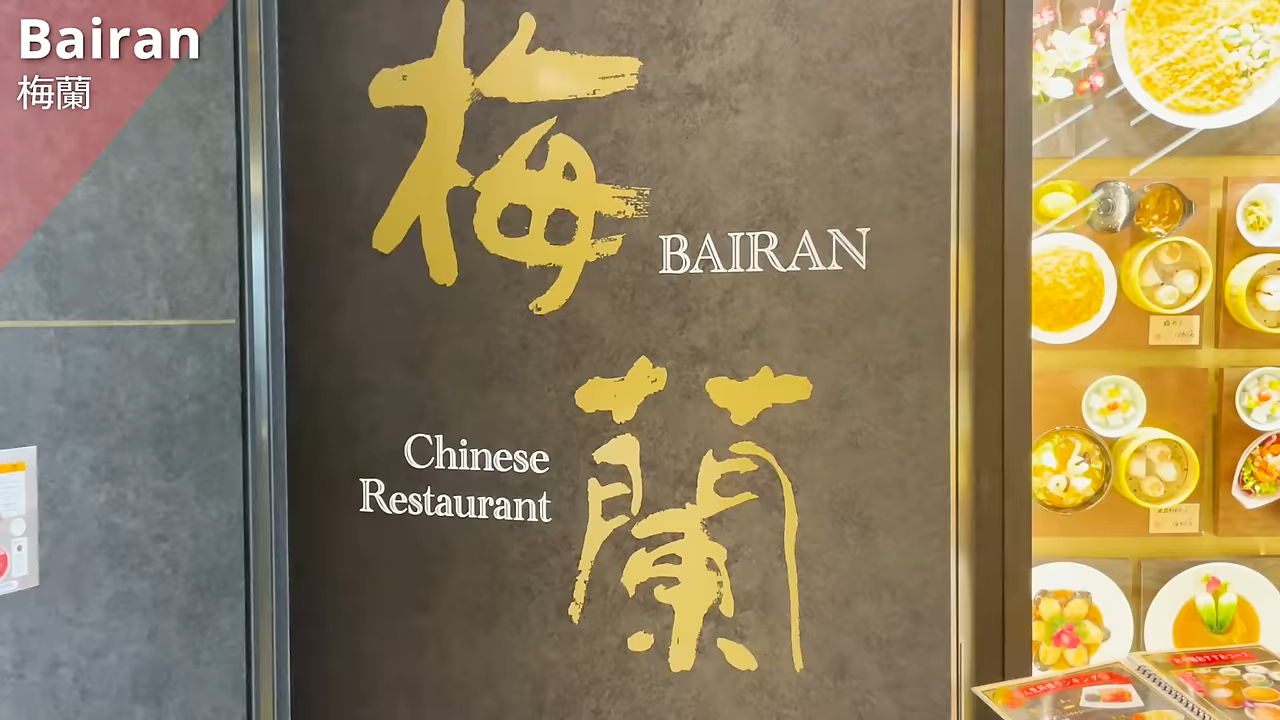 Bairan
梅蘭
梅
BAIRAN
Chinese
Restaurant
蘭